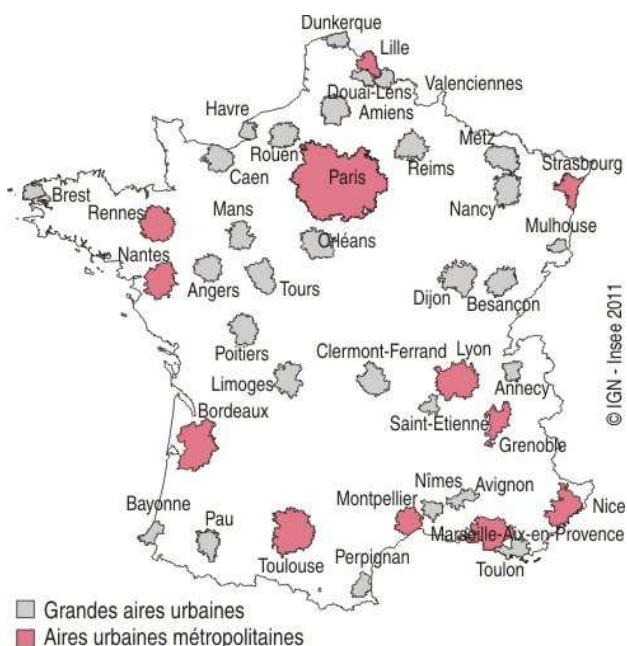 Dunkerque
Lille
Douai-Lens
Valenciennes
Amiens
Havre
Rouen
Caen
Reims
Metz
Strasbourg
Paris
Brest
Rennes
Mans
Nancy
Mulhouse
Orléans
Nantes
Angers
Tours
Dijon
Besançon
Poitiers
Clermont-Ferrand
Lyon
Limoges
Annecy
Saint-Etienne
Bordeaux
Grenoble
Nîmes
Avignon
Montpellier
Nice
Bayonne
Pau
Marseille-Aix-en-Provence
Toulouse
Perpignan
Toulon
© IGN - Insee 2011
Grandes aires urbaines
Aires urbaines métropolitaines